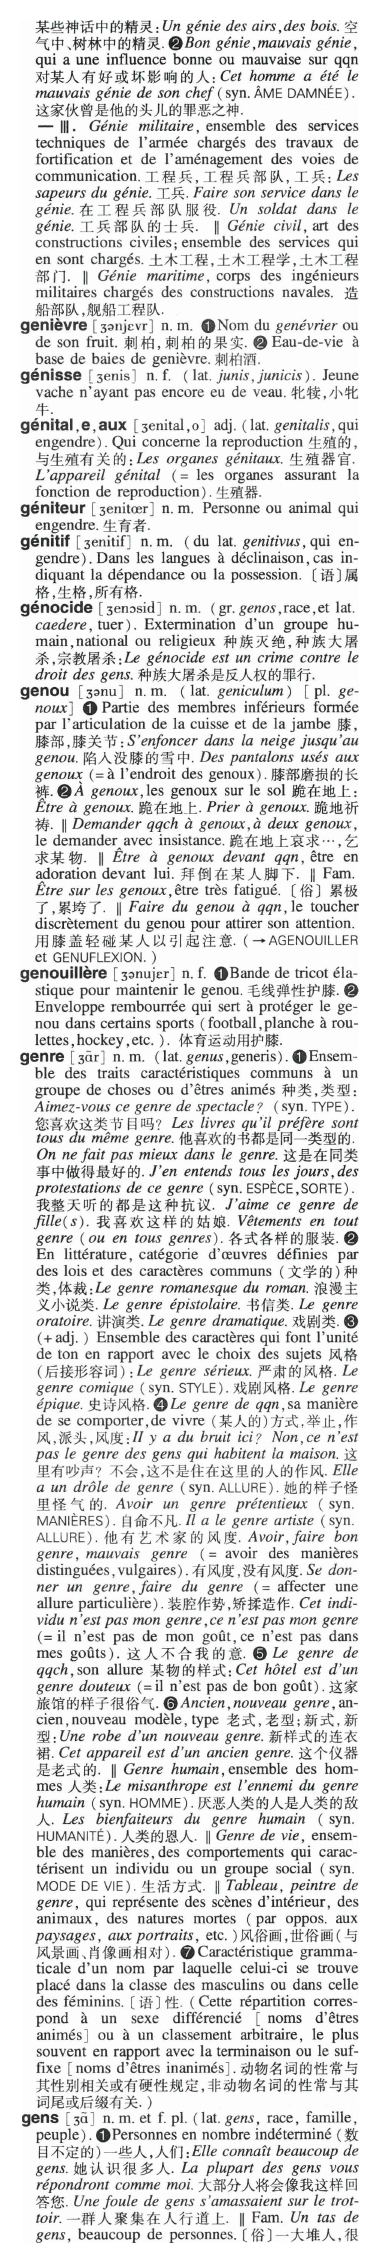 某些神话中的精灵:Un génie des airs,des bois. 空
气中、树林中的精灵. ❷Bon génie,mauvais génie,
qui a une influence bonne ou mauvaise sur qqn
对某人有好或坏影响的人:Cet homme a été le
mauvais génie de son chef (syn. ÂME DAMNÉE).
这家伙曾是他的头儿的罪恶之神.
— Ⅲ. Génie militaire, ensemble des services
techniques de l'armée chargés des travaux de
fortification et de l'aménagement des voies de
communication. 工程兵,工程兵部队,工兵:Les
sapeurs du génie. 工兵. Faire son service dans le
génie. 在工程兵部队服役. Un soldat dans le
génie. 工兵部队的士兵. ‖ Génie civil, art des
constructions civiles; ensemble des services qui
en sont chargés. 土木工程,土木工程学,土木工程
部门. ‖ Génie maritime, corps des ingénieurs
militaires chargés des constructions navales. 造
船部队,舰船工程队.
genièvre [ʒənjɛvr] n. m. ❶Nom du genévrier ou
de son fruit. 刺柏,刺柏的果实. ❷ Eau-de-vie à
base de baies de genièvre. 刺柏酒.
génisse [ʒenis] n. f. (lat. junis, junicis). Jeune
vache n'ayant pas encore eu de veau. 牝犊,小牝
牛.
génital,e,aux [ʒenital,o] adj. (lat. genitalis, qui
engendre). Qui concerne la reproduction 生殖的,
与生殖有关的:Les organes génitaux. 生殖器官.
L'appareil génital (= les organes assurant la
fonction de reproduction). 生殖器.
géniteur [ʒenitœr] n. m. Personne ou animal qui
engendre. 生育者.
génitif [ʒenitif] n. m. (du lat. genitivus, qui en-
gendre). Dans les langues à déclinaison, cas in-
diquant la dépendance ou la possession. 〔语〕属
格,生格,所有格.
génocide [ʒenɔsid] n. m. (gr. genos,race,et lat.
caedere, tuer). Extermination d'un groupe hu-
main,national ou religieux 种族灭绝,种族大屠
杀,宗教屠杀:Le génocide est un crime contre le
droit des gens. 种族大屠杀是反人权的罪行.
genou [ʒənu] n. m. (lat. geniculum) [pl. ge-
noux] ❶ Partie des membres inférieurs formée
par l'articulation de la cuisse et de la jambe 膝,
膝部,膝关节:S'enfoncer dans la neige jusqu'au
genou. 陷入没膝的雪中. Des pantalons usés aux
genoux (= à l'endroit des genoux). 膝部磨损的长
裤. ❷ À genoux, les genoux sur le sol 跪在地上:
Être à genoux. 跪在地上. Prier à genoux. 跪地祈
祷. ‖ Demander qqch à genoux,à deux genoux,
le demander avec insistance. 跪在地上哀求…,乞
求某物. ‖ Être à genoux devant qqn, être en
adoration devant lui. 拜倒在某人脚下. ‖ Fam.
Être sur les genoux,être très fatigué. 〔俗〕累极
了,累垮了. ‖ Faire du genou à qqn, le toucher
discrètement du genou pour attirer son attention.
用膝盖轻碰某人以引起注意. (→AGENOUILLER
et GENUFLEXION.)
genouillère [ʒənujɛr] n. f. ❶Bande de tricot éla-
stique pour maintenir le genou. 毛线弹性护膝. ❷
Enveloppe rembourrée qui sert à protéger le ge-
nou dans certains sports (football,planche à rou-
lettes,hockey,etc.). 体育运动用护膝.
genre [ʒɑ̃r] n. m. (lat. genus,generis). ❶Ensem-
ble des traits caractéristiques communs à un
groupe de choses ou d'êtres animés 种类,类型:
Aimez-vous ce genre de spectacle? (syn. TYPE).
您喜欢这类节目吗? Les livres qu'il préfère sont
tous du même genre. 他喜欢的书都是同一类型的.
On ne fait pas mieux dans le genre. 这是在同类
事中做得最好的. J'en entends tous les jours,des
protestations de ce genre (syn. ESPÈCE,SORTE).
我整天听的都是这种抗议. J'aime ce genre de
fille(s). 我喜欢这样的姑娘. Vêtements en tout
genre (ou en tous genres). 各式各样的服装. ❷
En littérature, catégorie d'œuvres définies par
des lois et des caractères communs (文学的)种
类,体裁:Le genre romanesque du roman. 浪漫主
义小说类. Le genre épistolaire. 书信类. Le genre
oratoire. 讲演类. Le genre dramatique. 戏剧类. ❸
(+adj.) Ensemble des caractères qui font l'unité
de ton en rapport avec le choix des sujets 风格
(后接形容词):Le genre sérieux. 严肃的风格. Le
genre comique (syn. STYLE). 戏剧风格. Le genre
épique. 史诗风格. ❹Le genre de qqn,sa manière
de se comporter,de vivre (某人的)方式,举止,作
风,派头,风度:Il y a du bruit ici? Non,ce n'est
pas le genre des gens qui habitent la maison. 这
里有吵声? 不会,这不是住在这里的人的作风. Elle
a un drôle de genre (syn. ALLURE). 她的样子怪
里怪气的. Avoir un genre prétentieux (syn.
MANIÈRES). 自命不凡. Il a le genre artiste (syn.
ALLURE). 他有艺术家的风度. Avoir,faire bon
genre, mauvais genre (= avoir des manières
distinguées,vulgaires). 有风度,没有风度. Se don-
ner un genre, faire du genre (= affecter une
allure particulière). 装腔作势,矫揉造作. Cet indi-
vidu n'est pas mon genre,ce n'est pas mon genre
(= il n'est pas de mon goût,ce n'est pas dans
mes goûts). 这人不合我的意. ❺ Le genre de
qqch,son allure 某物的样式:Cet hôtel est d'un
genre douteux (= il n'est pas de bon goût). 这家
旅馆的样子很俗气. ❻Ancien,nouveau genre,an-
cien,nouveau modèle,type 老式,老型;新式,新
型:Une robe d'un nouveau genre. 新样式的连衣
裙. Cet appareil est d'un ancien genre. 这个仪器
是老式的. ‖ Genre humain,ensemble des hom-
mes 人类:Le misanthrope est l'ennemi du genre
humain (syn. HOMME). 厌恶人类的人是人类的敌
人. Les bienfaiteurs du genre humain (syn.
HUMANITÉ). 人类的恩人. ‖ Genre de vie, ensem-
ble des manières,des comportements qui carac-
térisent un individu ou un groupe social (syn.
MODE DE VIE). 生活方式. ‖ Tableau, peintre de
genre, qui représente des scènes d'intérieur, des
animaux, des natures mortes (par oppos. aux
paysages, aux portraits, etc.)风俗画,世俗画(与
风景画、肖像画相对). ❼Caractéristique gramma-
ticale d'un nom par laquelle celui-ci se trouve
placé dans la classe des masculins ou dans celle
des féminins. 〔语〕性. (Cette répartition corres-
pond à un sexe différencié [noms d'êtres
animés] ou à un classement arbitraire, le plus
souvent en rapport avec la terminaison ou le suf-
fixe [noms d'êtres inanimés]. 动物名词的性常与
其性别相关或有硬性规定,非动物名词的性常与其
词尾或后缀有关.)
gens [ʒɑ̃] n. m. et f. pl. (lat. gens, race, famille,
peuple). ❶Personnes en nombre indéterminé (数
目不定的)一些人,人们:Elle connaît beaucoup de
gens. 她认识很多人. La plupart des gens vous
répondront comme moi. 大部分人将会像我这样回
答您. Une foule de gens s'amassaient sur le trot-
toir. 一群人聚集在人行道上. ‖ Fam. Un tas de
gens, beaucoup de personnes. 〔俗〕一大堆人,很